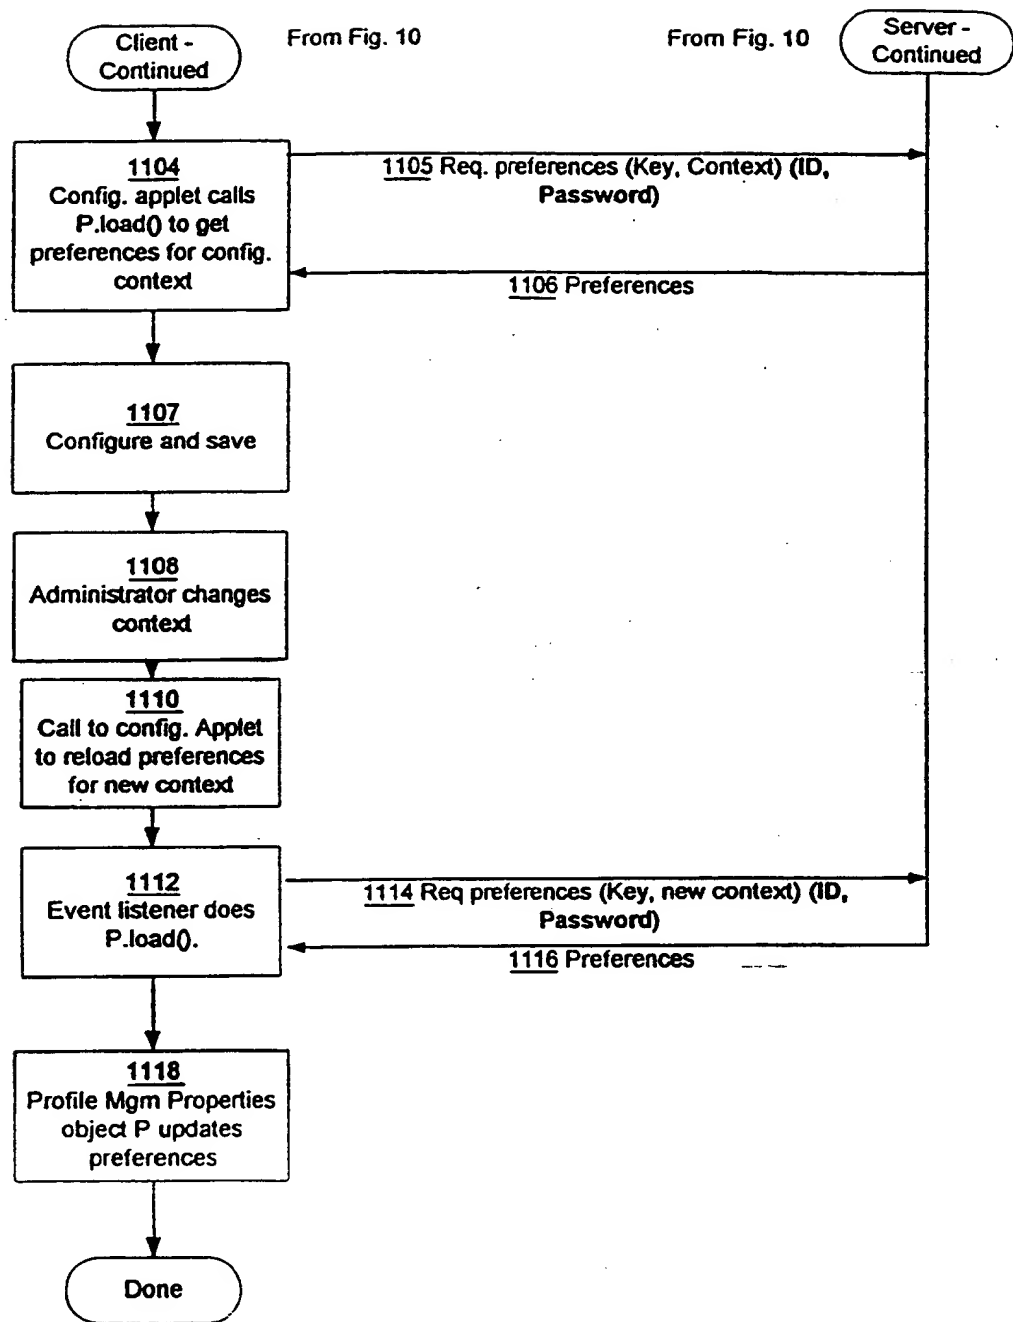 Client -
Continued
From Fig. 10
From Fig. 10
Server -
Continued
1104
Config. applet calls
P.load() to get
preferences for config.
context
1105 Req. preferences (Key, Context) (ID,
Password)
1106 Preferences
1107
Configure and save
1108
Administrator changes
context
1110
Call to config. Applet
to reload preferences
for new context
1112
Event listener does
P.load().
1114 Req preferences (Key, new context) (ID,
Password)
1116 Preferences
1118
Profile Mgm Properties
object P updates
preferences
Done